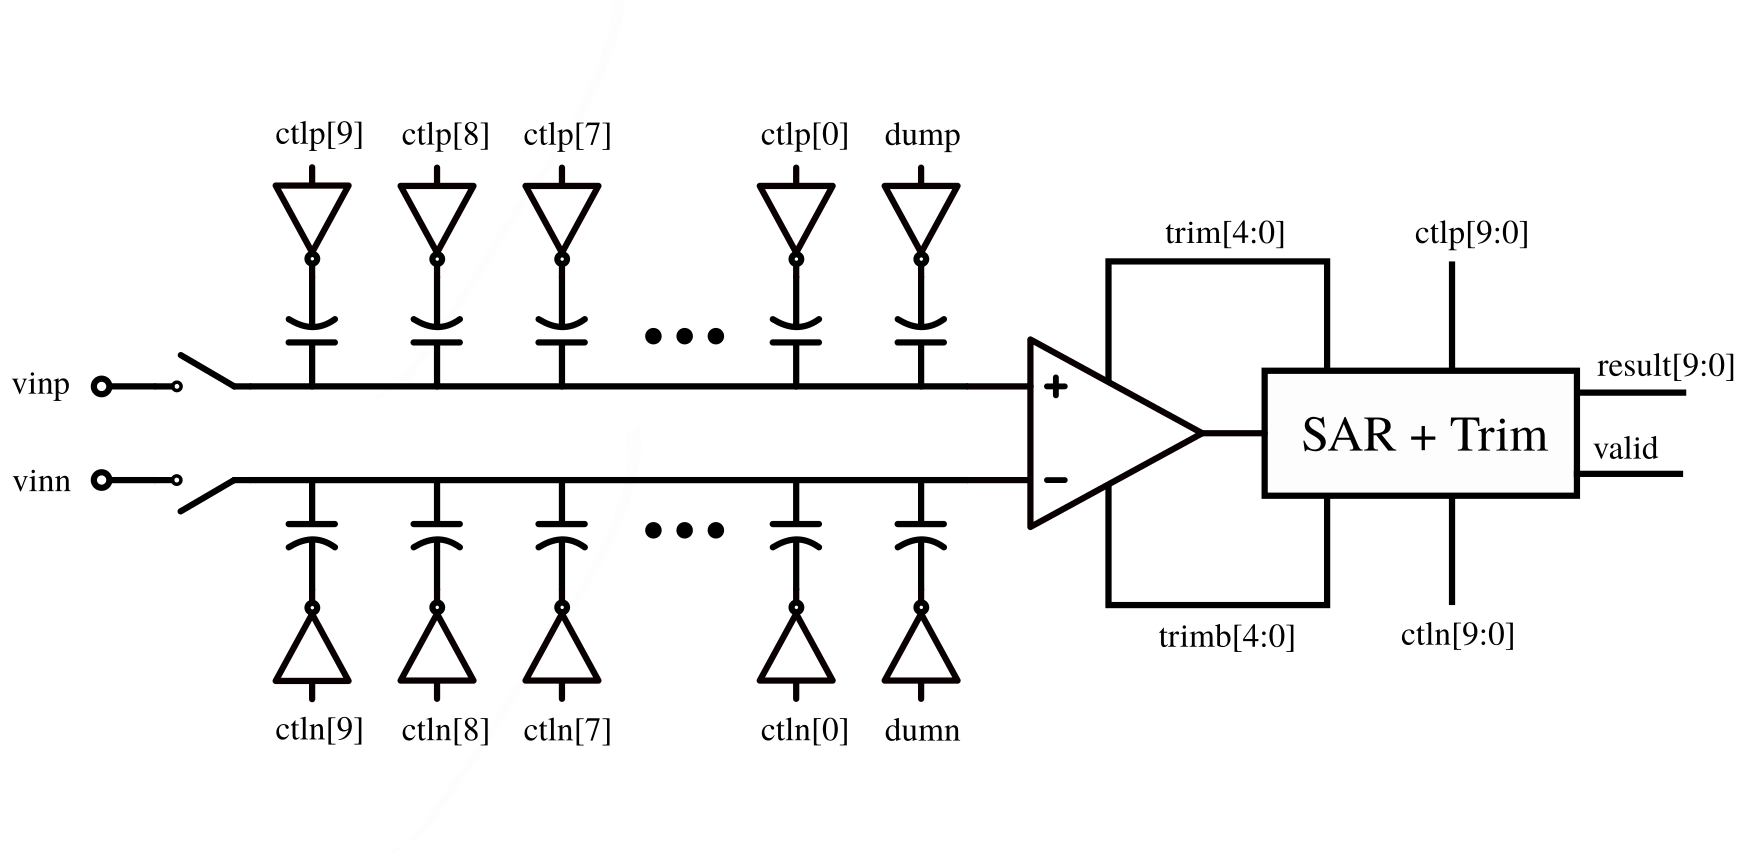 ctlp[9] ctlp[8] ctlp[7] ctlp[0] dump
trim[4:0] ctlp[9:0]
result[9:0]
vinp
+
SAR + Trim
valid
vinn
−
trimb[4:0] ctln[9:0]
ctln[9] ctln[8] ctln[7] ctln[0] dumn